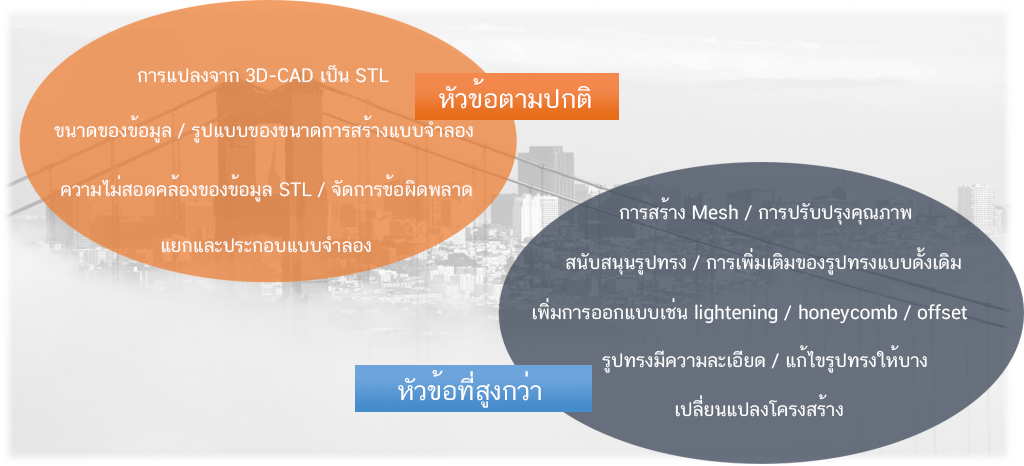 การแปลงจาก 3D-CAD เป็น STL
หัวข้อตามปกติ
ขนาดของข้อมูล / รูปแบบของขนาดการสร้างแบบจำลอง
ความไม่สอดคล้องของข้อมูล STL / จัดการข้อผิดพลาด
แยกและประกอบแบบจำลอง
การสร้าง Mesh / การปรับปรุงคุณภาพ
สนับสนุนรูปทรง / การเพิ่มเติมของรูปทรงแบบดั้งเดิม
เพิ่มการออกแบบเช่น lightening / honeycomb / offset
รูปทรงมีความละเอียด / แก้ไขรูปทรงให้บาง
หัวข้อที่สูงกว่า
เปลี่ยนแปลงโครงสร้าง